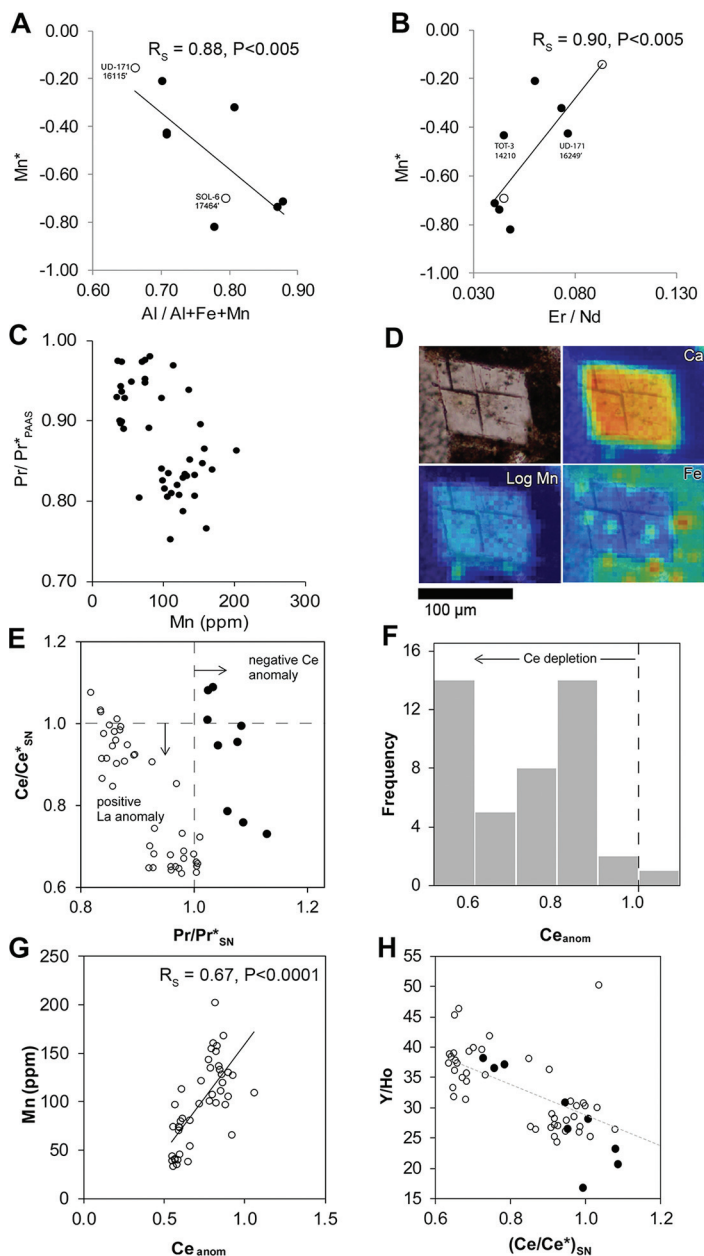 A
B
R_S = 0.88, P<0.005
R_S = 0.90, P<0.005
0.00
-0.20
-0.40
-0.60
-0.80
-1.00
Mn*
UD-171
16115'
SOL-6
17464'
0.60
0.70
0.80
0.90
Al / Al+Fe+Mn
0.00
-0.20
-0.40
-0.60
-0.80
-1.00
Mn*
TOT-3
14210
UD-171
16249'
0.030
0.080
0.130
Er / Nd
C
1.00
0.90
0.80
0.70
Pr/ Pr*PAAS
0
100
200
300
Mn (ppm)
D
Ca
Log Mn
Fe
100 µm
E
1.2
1.0
0.8
0.6
Ce/Ce*SN
negative Ce
anomaly
positive
La anomaly
0.8
1.0
1.2
Pr/Pr*SN
F
Ce depletion
16
12
8
4
0
Frequency
0.6
0.8
1.0
Ce anom
G
R_S = 0.67, P<0.0001
250
200
150
100
50
0
Mn (ppm)
0.0
0.5
1.0
1.5
Ce anom
H
55
50
45
40
35
30
25
20
15
Y/Ho
0.6
0.8
1.0
1.2
(Ce/Ce*)SN